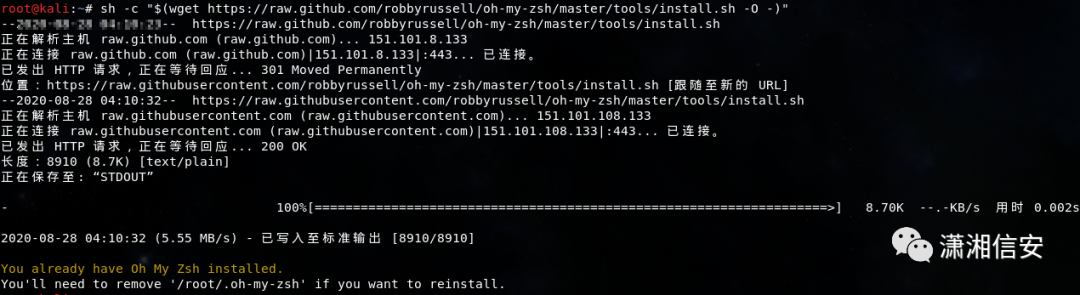 root@kali:~# sh -c "$(wget https://raw.github.com/robbyrussell/oh-my-zsh/master/tools/install.sh -O -)"
-- -- https://raw.github.com/robbyrussell/oh-my-zsh/master/tools/install.sh
正在解析主机 raw.github.com (raw.github.com)... 151.101.8.133
正在连接 raw.github.com (raw.github.com)|151.101.8.133|:443... 已连接。
已发出 HTTP 请求，正在等待回应... 301 Moved Permanently
位置：https://raw.githubusercontent.com/robbyrussell/oh-my-zsh/master/tools/install.sh [跟随至新的 URL]
--2020-08-28 04:10:32-- https://raw.githubusercontent.com/robbyrussell/oh-my-zsh/master/tools/install.sh
正在解析主机 raw.githubusercontent.com (raw.githubusercontent.com)... 151.101.108.133
正在连接 raw.githubusercontent.com (raw.githubusercontent.com)|151.101.108.133|:443... 已连接。
已发出 HTTP 请求，正在等待回应... 200 OK
长度：8910 (8.7K) [text/plain]
正在保存至: “STDOUT”
- 100%[===================================================================>] 8.70K --.-KB/s 用时 0.002s
2020-08-28 04:10:32 (5.55 MB/s) - 已写入至标准输出 [8910/8910]
潇湘信安
You already have Oh My Zsh installed.
You'll need to remove '/root/.oh-my-zsh' if you want to reinstall.